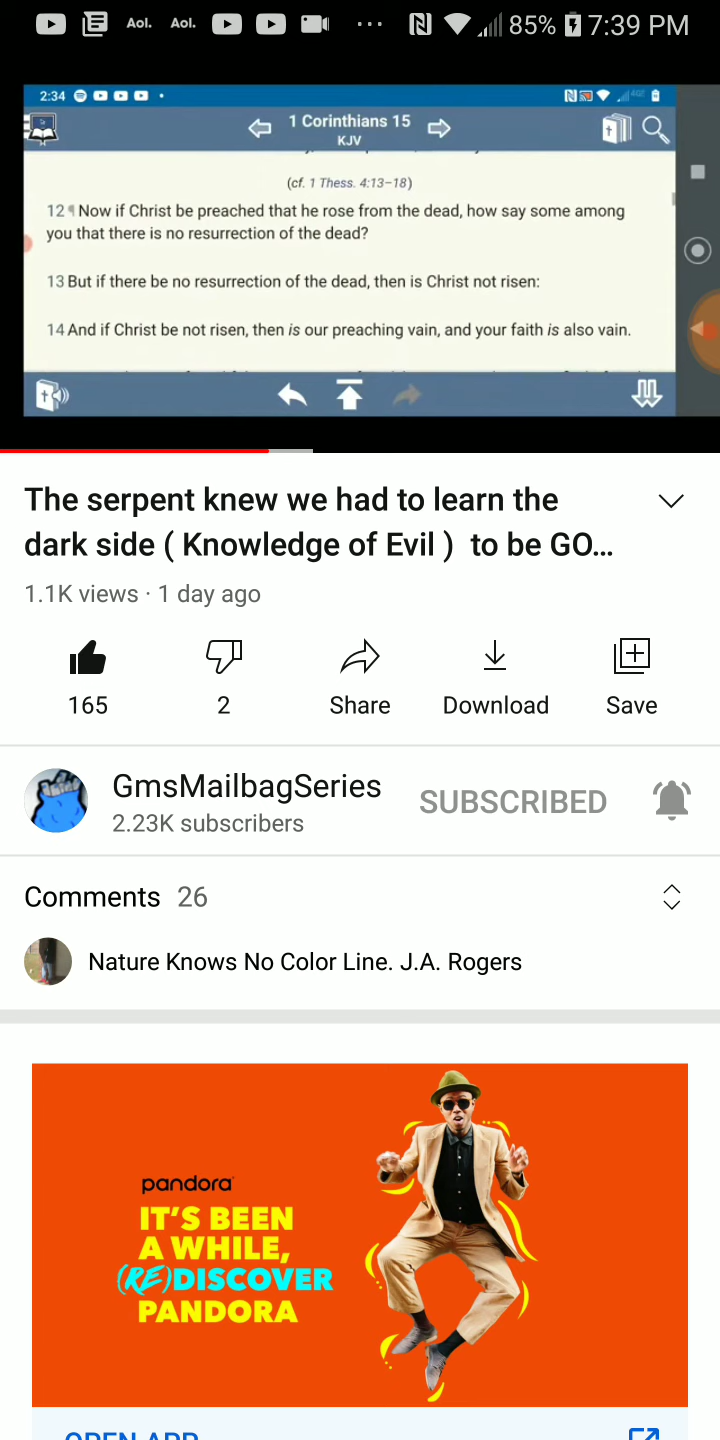 Aol. Aol. ... 85% 7:39 PM
2:34
1 Corinthians 15
KJV
(cf. 1 Thess. 4:13–18)
12 ¶ Now if Christ be preached that he rose from the dead, how say some among
you that there is no resurrection of the dead?
13 But if there be no resurrection of the dead, then is Christ not risen:
14 And if Christ be not risen, then is our preaching vain, and your faith is also vain.
The serpent knew we had to learn the
dark side ( Knowledge of Evil ) to be GO...
1.1K views · 1 day ago
165 2 Share Download Save
GmsMailbagSeries
SUBSCRIBED
2.23K subscribers
Comments 26
Nature Knows No Color Line. J.A. Rogers
pandora
IT'S BEEN
A WHILE,
(RE)DISCOVER
PANDORA
OPEN APP